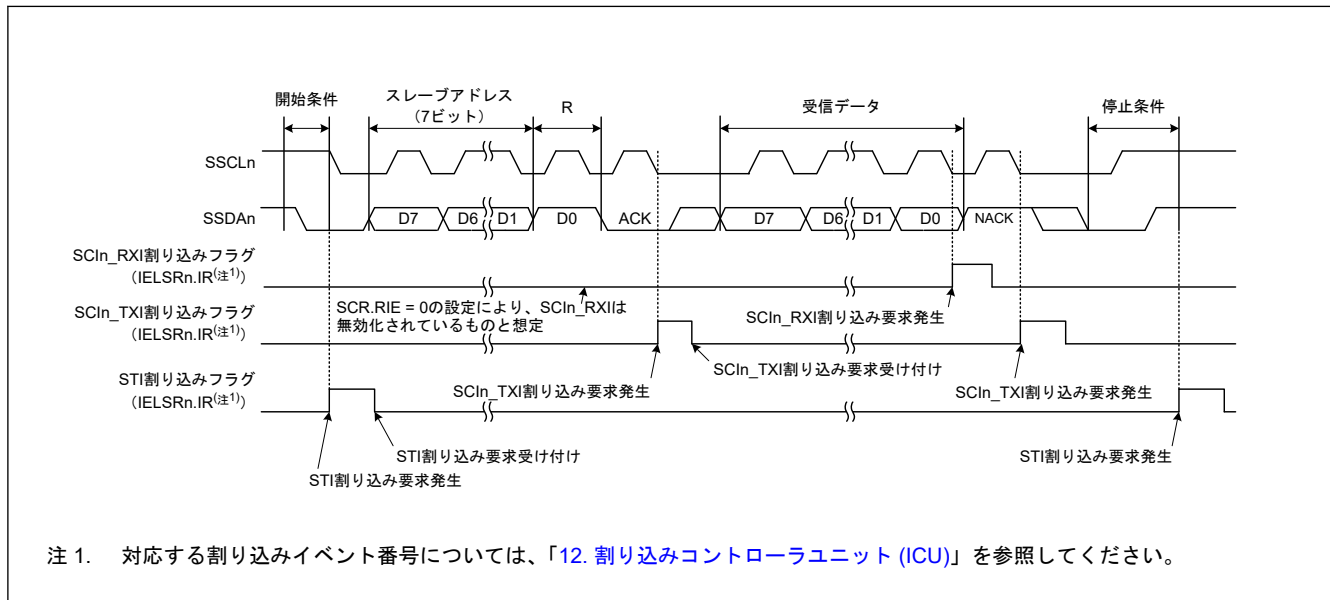 開始条件
スレーブアドレス
（7ビット）
R
受信データ
停止条件
SSCLn
SSDAn
D7
D6
D1
D0
ACK
D7
D6
D1
D0
NACK
SCIn_RXI割り込みフラグ
（IELSRn.IR(注1)）
SCR.RIE = 0の設定により、SCIn_RXIは
無効化されているものと想定
SCIn_RXI割り込み要求発生
SCIn_TXI割り込みフラグ
（IELSRn.IR(注1)）
SCIn_TXI割り込み要求発生
SCIn_TXI割り込み要求受け付け
SCIn_TXI割り込み要求発生
STI割り込みフラグ
（IELSRn.IR(注1)）
STI割り込み要求受け付け
STI割り込み要求発生
STI割り込み要求発生
注 1. 対応する割り込みイベント番号については、「12. 割り込みコントローラユニット (ICU)」を参照してください。